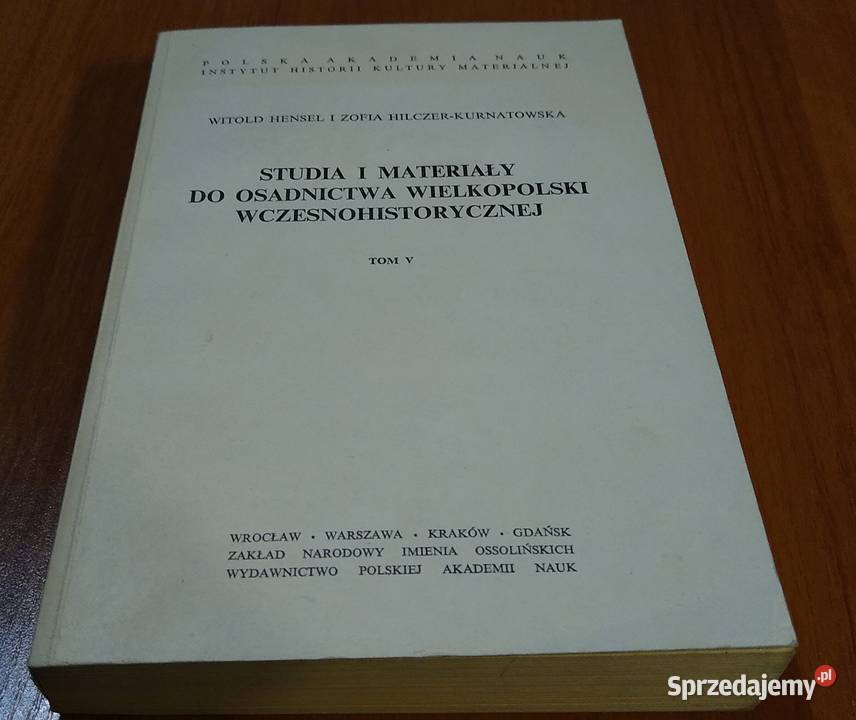 POLSKA AKADEMIA NAUK
INSTYTUT HISTORII KULTURY MATERIALNEJ
WITOLD HENSEL I ZOFIA HILCZER-KURNATOWSKA
STUDIA I MATERIAŁY
DO OSADNICTWA WIELKOPOLSKI
WCZESNOHISTORYCZNEJ
TOM V
WROCŁAW • WARSZAWA • KRAKÓW • GDAŃSK
ZAKŁAD NARODOWY IMIENIA OSSOLIŃSKICH
WYDAWNICTWO POLSKIEJ AKADEMII NAUK
Sprzedajemy.pl